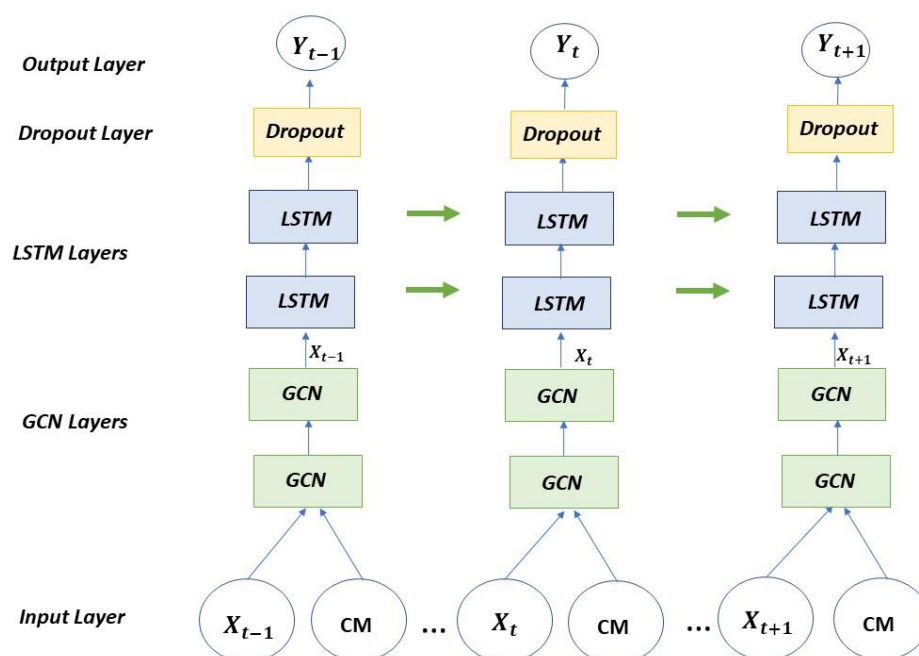 Output Layer Y_{t-1} Y_t Y_{t+1}
Dropout Layer Dropout Dropout Dropout
LSTM LSTM LSTM
LSTM Layers
LSTM LSTM LSTM
X_{t-1} X_t X_{t+1}
GCN GCN GCN
GCN Layers
GCN GCN GCN
Input Layer X_{t-1} CM ... X_t CM ... X_{t+1} CM